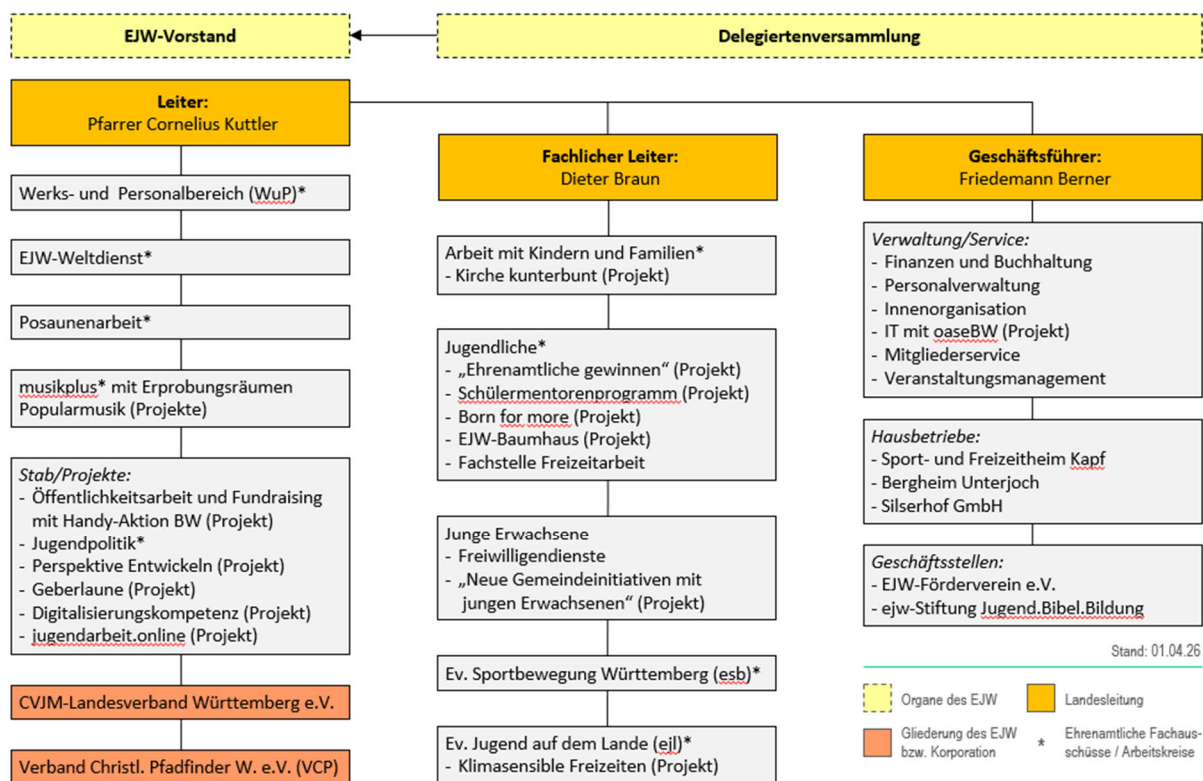 EJW-Vorstand
Delegiertenversammlung
Leiter:
Pfarrer Cornelius Kuttler
Werks- und Personalbereich (WuP)*
EJW-Weltdienst*
Posaunenarbeit*
musikplus* mit Erprobungsräumen
Popularmusik (Projekte)
Stab/Projekte:
- Öffentlichkeitsarbeit und Fundraising
mit Handy-Aktion BW (Projekt)
- Jugendpolitik*
- Perspektive Entwickeln (Projekt)
- Geberlaune (Projekt)
- Digitalisierungskompetenz (Projekt)
- jugendarbeit.online (Projekt)
CVJM-Landesverband Württemberg e.V.
Verband Christl. Pfadfinder W. e.V. (VCP)
Fachlicher Leiter:
Dieter Braun
Arbeit mit Kindern und Familien*
- Kirche kunterbunt (Projekt)
Jugendliche*
- „Ehrenamtliche gewinnen“ (Projekt)
- Schülermentorenprogramm (Projekt)
- Born for more (Projekt)
- EJW-Baumhaus (Projekt)
- Fachstelle Freizeitarbeit
Junge Erwachsene
- Freiwilligendienste
- „Neue Gemeindeinitiativen mit
jungen Erwachsenen“ (Projekt)
Ev. Sportbewegung Württemberg (esb)*
Ev. Jugend auf dem Lande (ejl)*
- Klimasensible Freizeiten (Projekt)
Geschäftsführer:
Friedemann Berner
Verwaltung/Service:
- Finanzen und Buchhaltung
- Personalverwaltung
- Innenorganisation
- IT mit oaseBW (Projekt)
- Mitgliederservice
- Veranstaltungsmanagement
Hausbetriebe:
- Sport- und Freizeitheim Kapf
- Bergheim Unterjoch
- Silserhof GmbH
Geschäftsstellen:
- EJW-Förderverein e.V.
- ejw-Stiftung Jugend.Bibel.Bildung
Stand: 01.04.26
Organe des EJW
Landesleitung
Gliederung des EJW
bzw. Korporation
* Ehrenamtliche Fachaus-
schüsse / Arbeitskreise